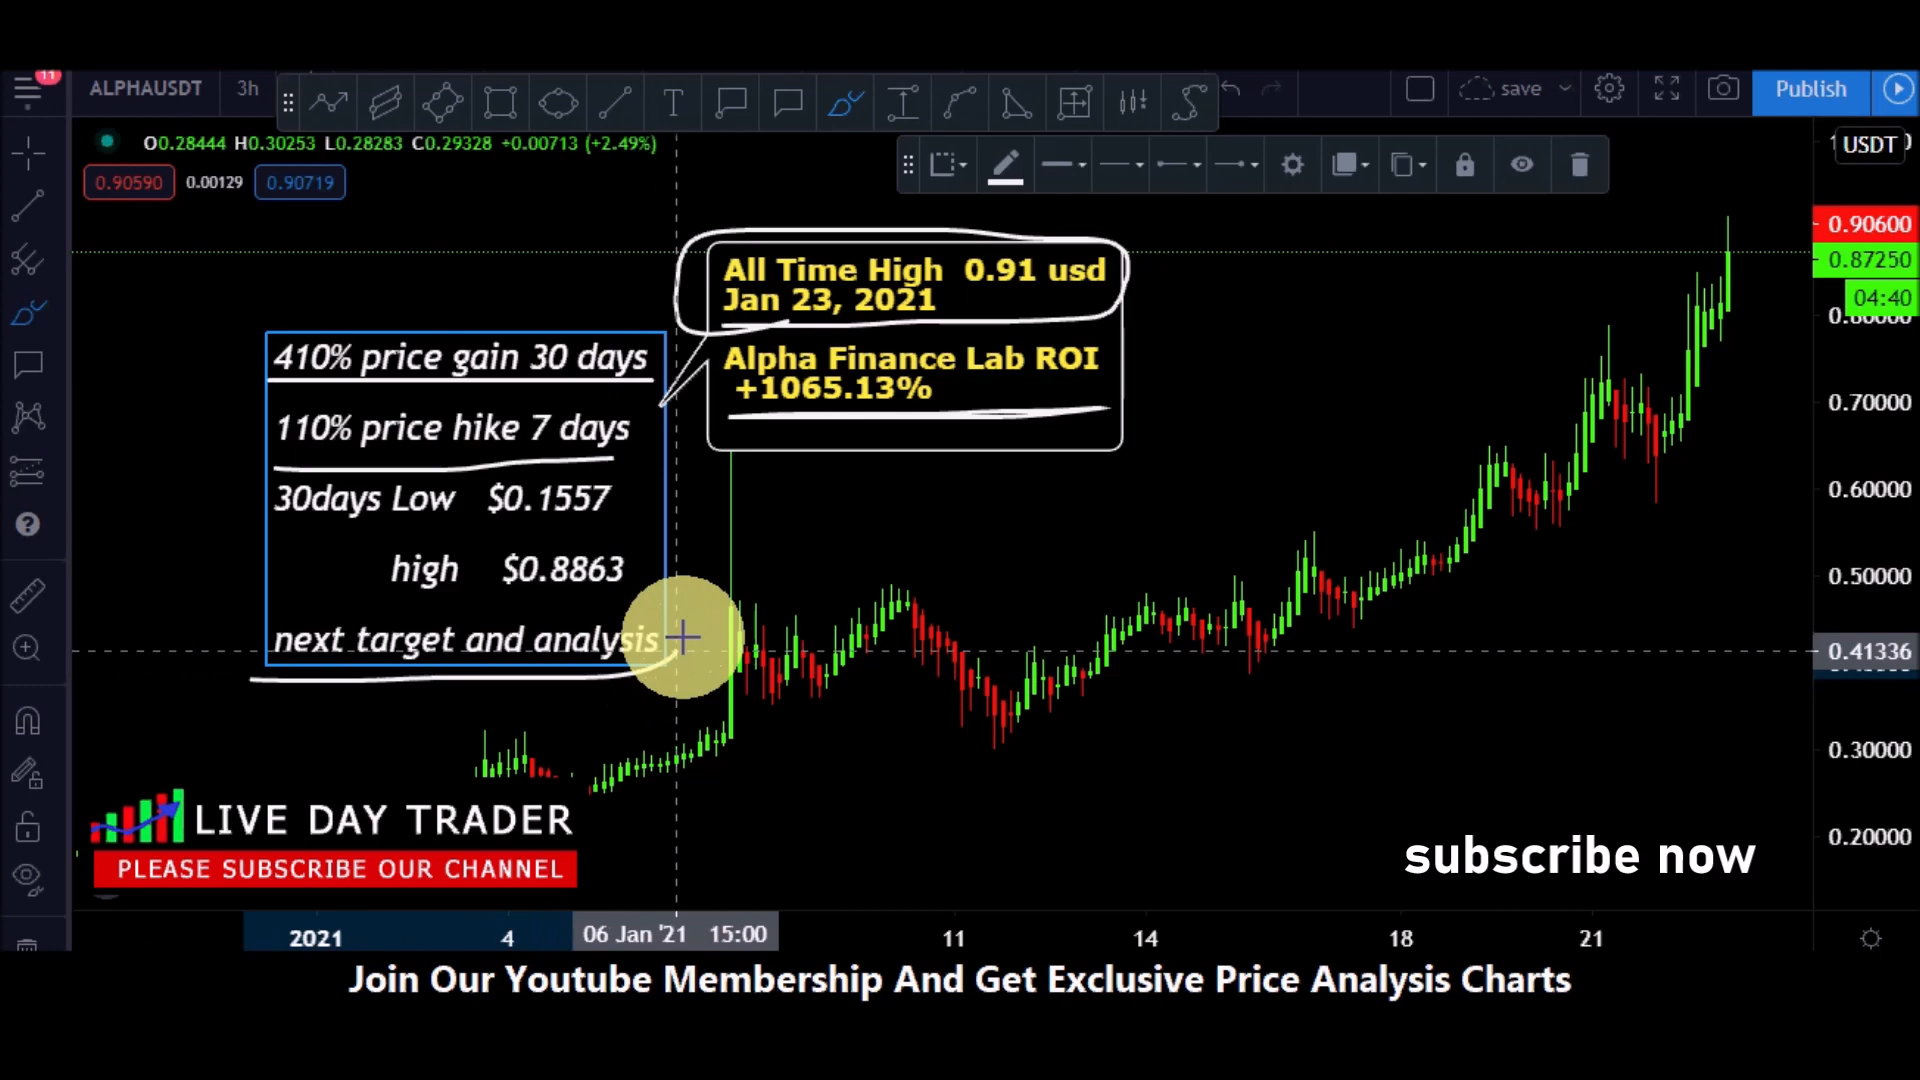 11
ALPHAUSDT 3h
save
Publish
O0.28444 H0.30253 L0.28283 C0.29328 +0.00713 (+2.49%)
0.90590 0.00129 0.90719
USDT
All Time High 0.91 usd
Jan 23, 2021
Alpha Finance Lab ROI
+1065.13%
410% price gain 30 days
110% price hike 7 days
30days Low $0.1557
high $0.8863
next target and analysis
0.90600
0.87250
04:40
0.80000
0.70000
0.60000
0.50000
0.41336
0.30000
0.20000
LIVE DAY TRADER
PLEASE SUBSCRIBE OUR CHANNEL
subscribe now
2021 4 06 Jan '21 15:00 11 14 18 21
Join Our Youtube Membership And Get Exclusive Price Analysis Charts